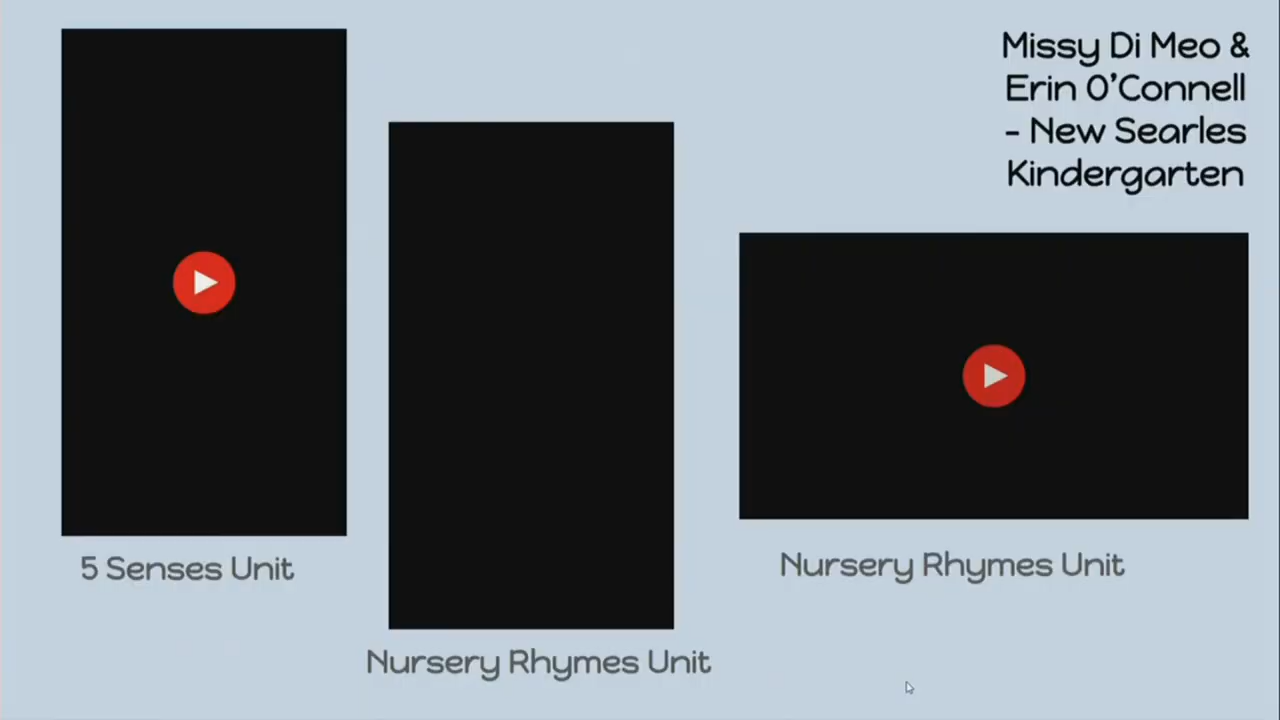 Missy Di Meo &
Erin O'Connell
- New Searles
Kindergarten
5 Senses Unit
Nursery Rhymes Unit
Nursery Rhymes Unit